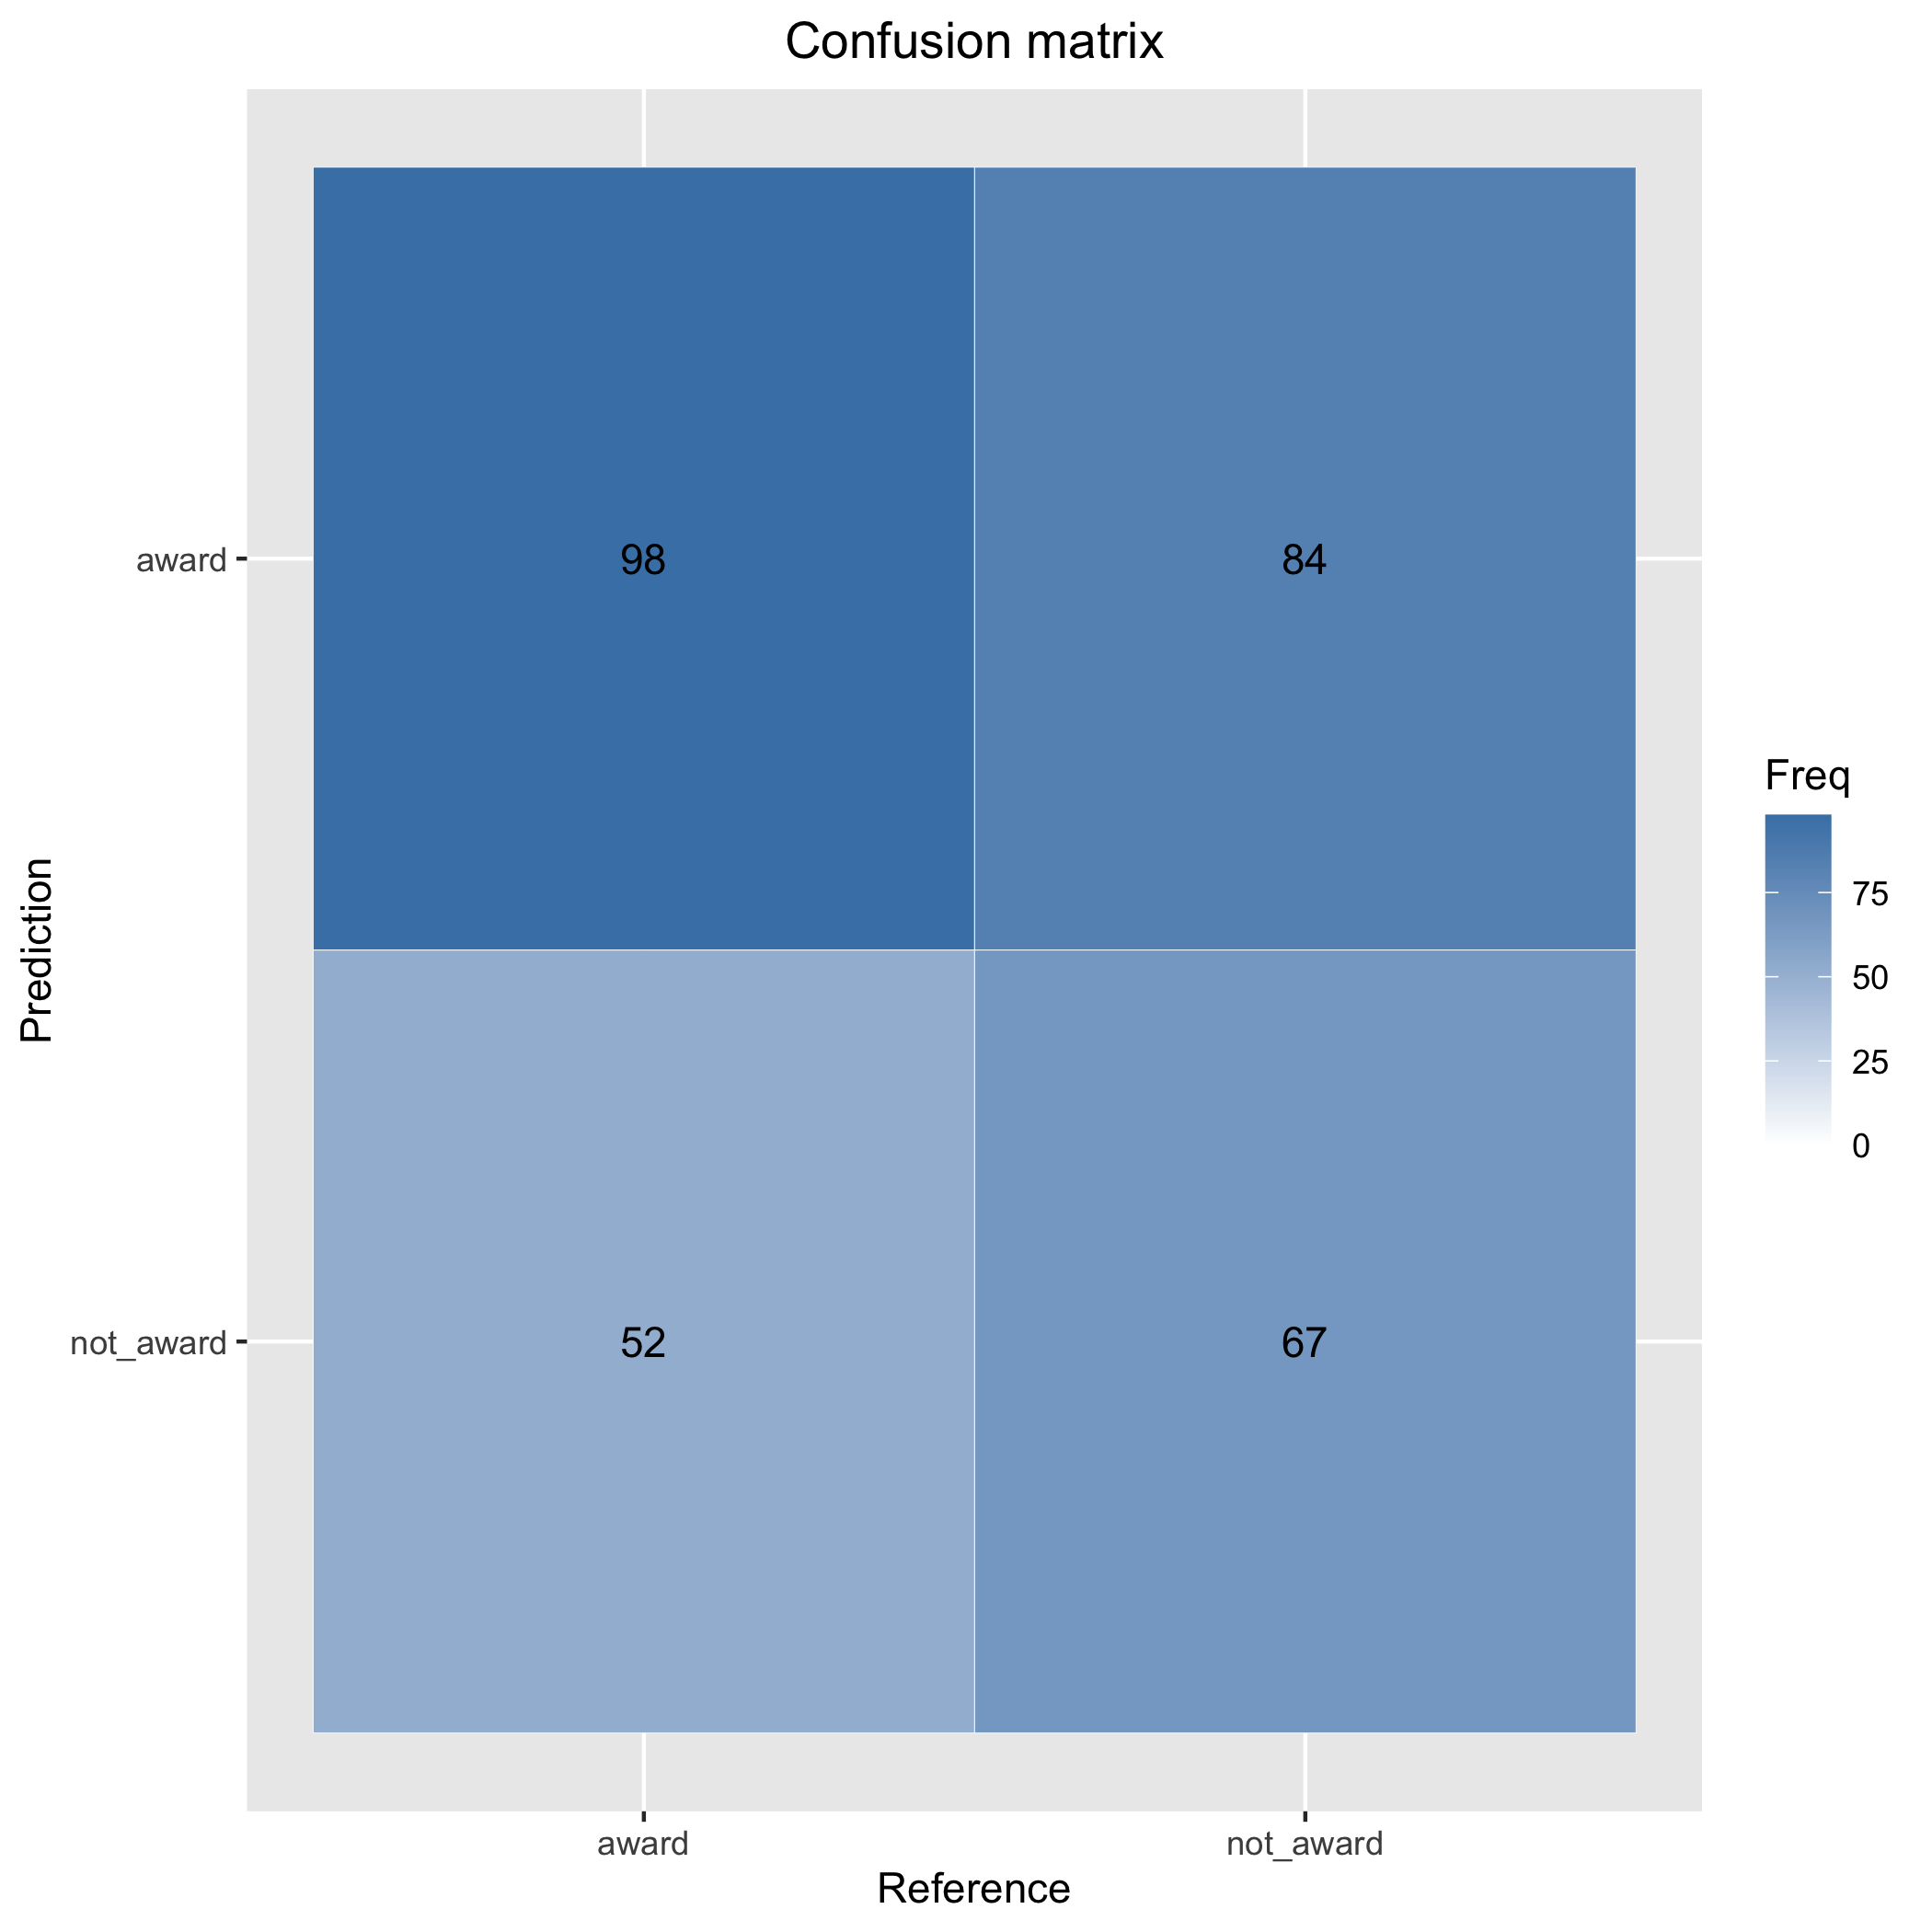 Confusion matrix
Prediction
award
not_award
98
84
52
67
award
not_award
Reference
Freq
75
50
25
0